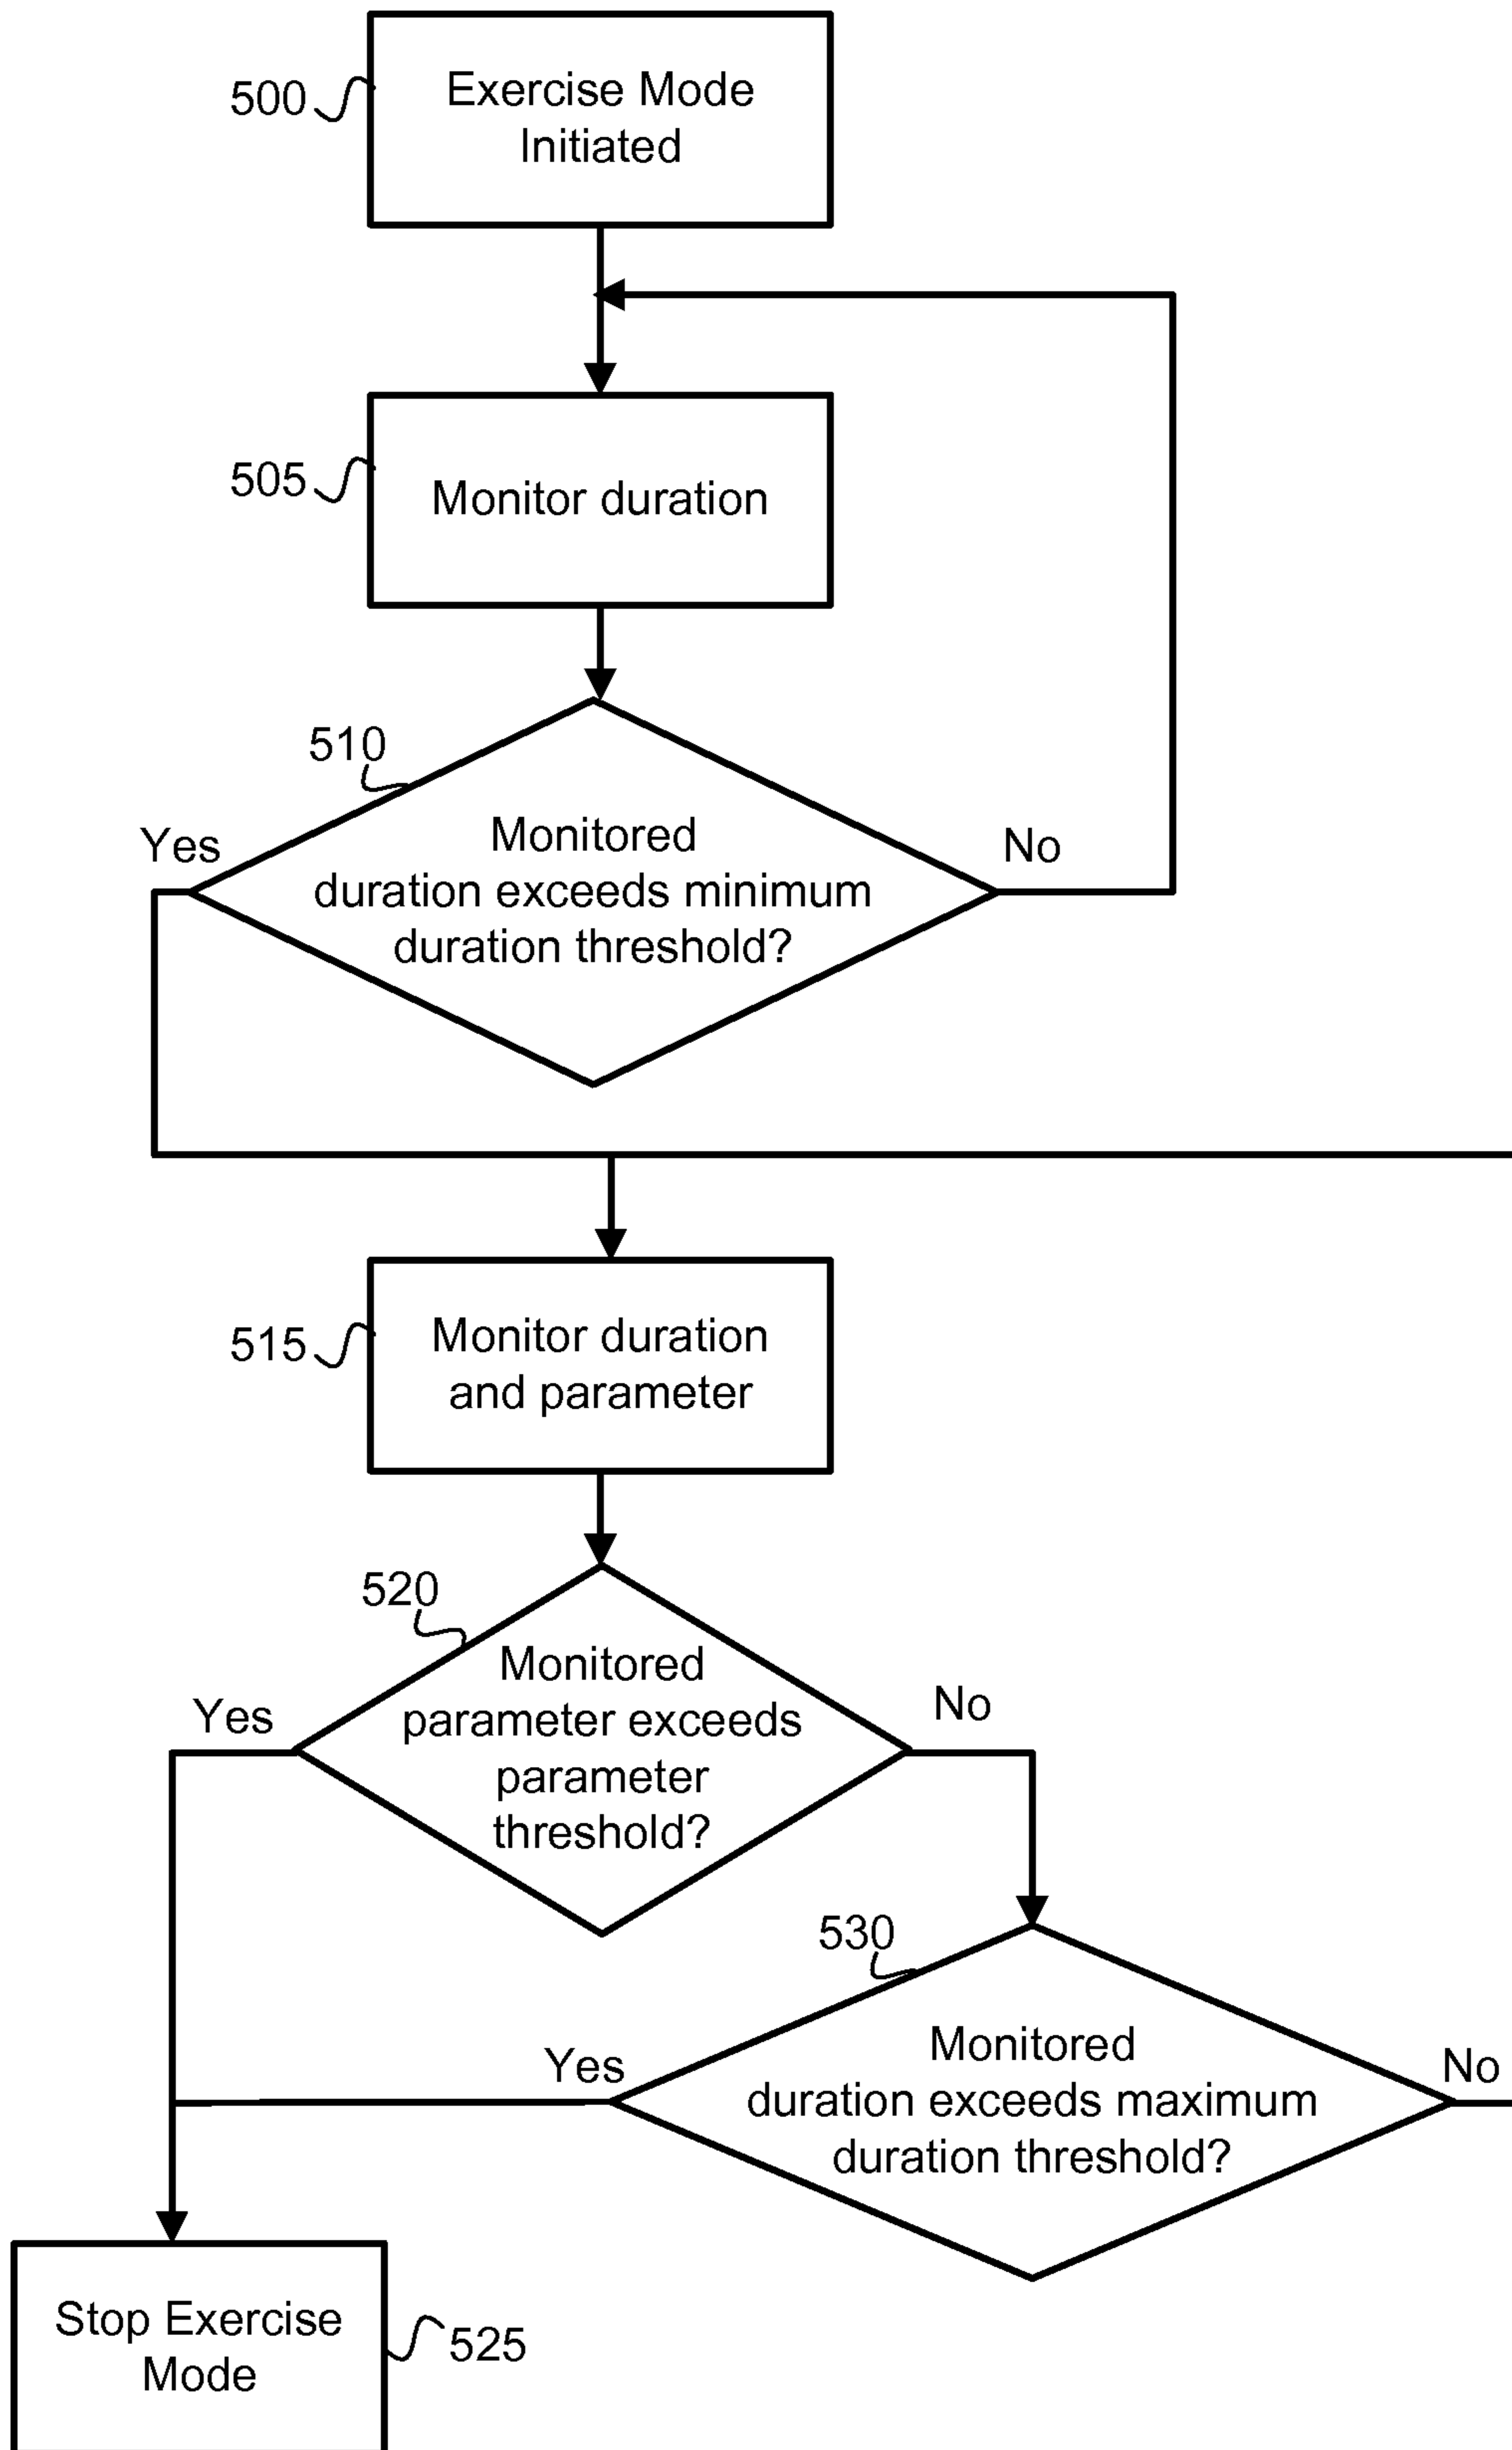 500
Exercise Mode
Initiated
505
Monitor duration
510
Yes
No
Monitored
duration exceeds minimum
duration threshold?
515
Monitor duration
and parameter
520
Yes
No
Monitored
parameter exceeds
parameter
threshold?
530
Yes
No
Monitored
duration exceeds maximum
duration threshold?
Stop Exercise
Mode
525